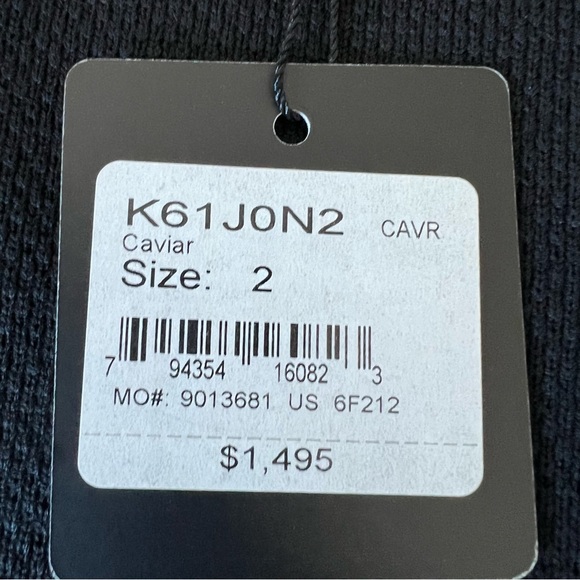 K61J0N2 CAVR
Caviar
Size: 2
7 94354 16082 3
MO#: 9013681 US 6F212
$1,495